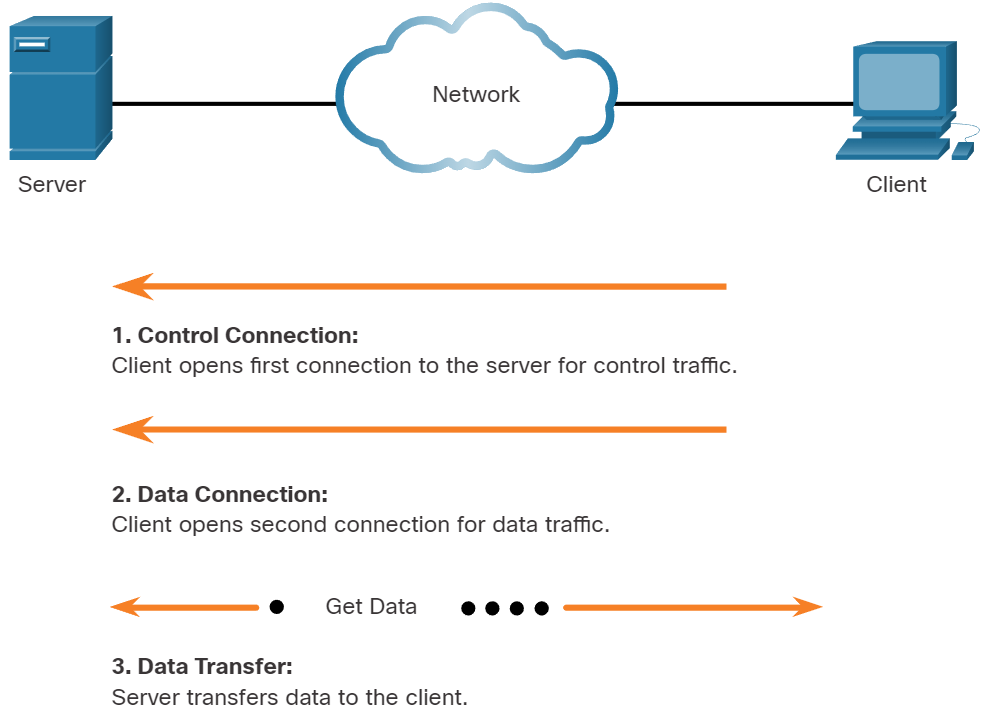 Network
Server
Client
1. Control Connection:
Client opens first connection to the server for control traffic.
2. Data Connection:
Client opens second connection for data traffic.
Get Data
3. Data Transfer:
Server transfers data to the client.